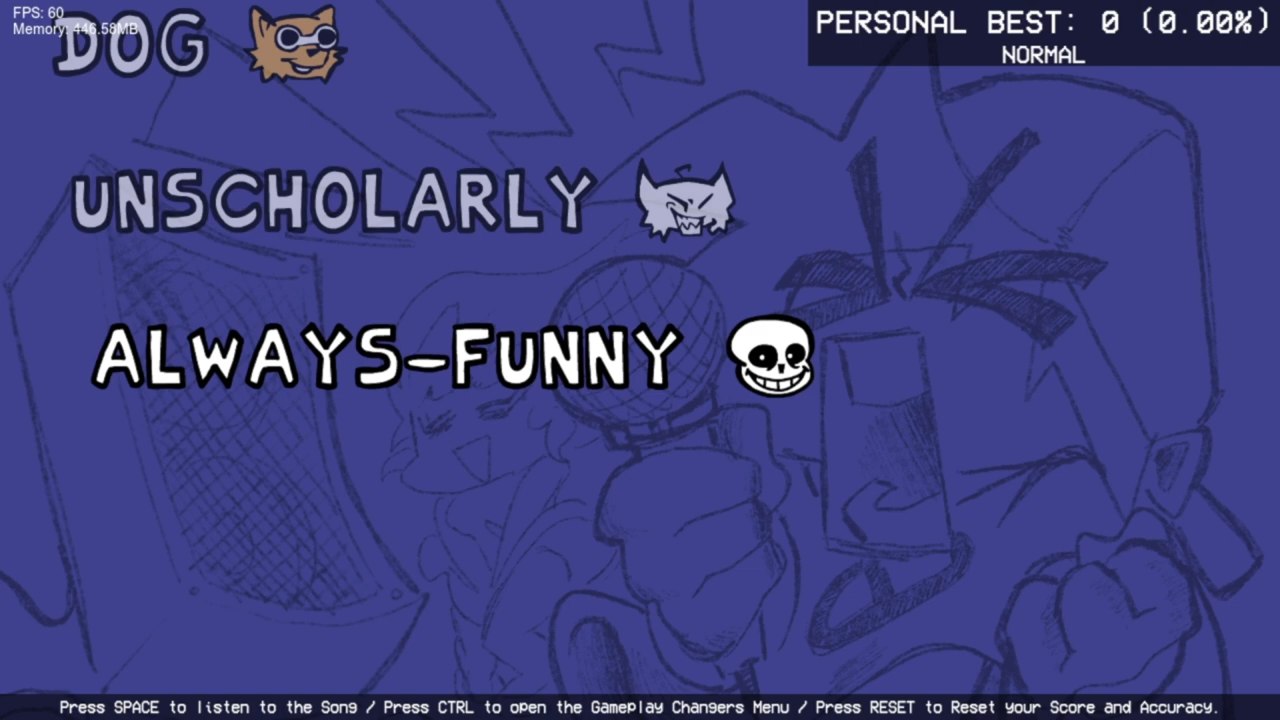 FPS: 60
Memory: 446.58MB
DOG
PERSONAL BEST: 0 (0.00%)
NORMAL
UNSCHOLARLY
ALWAYS-FUNNY
Press SPACE to listen to the Song / Press CTRL to open the Gameplay Changers Menu / Press RESET to Reset your Score and Accuracy.